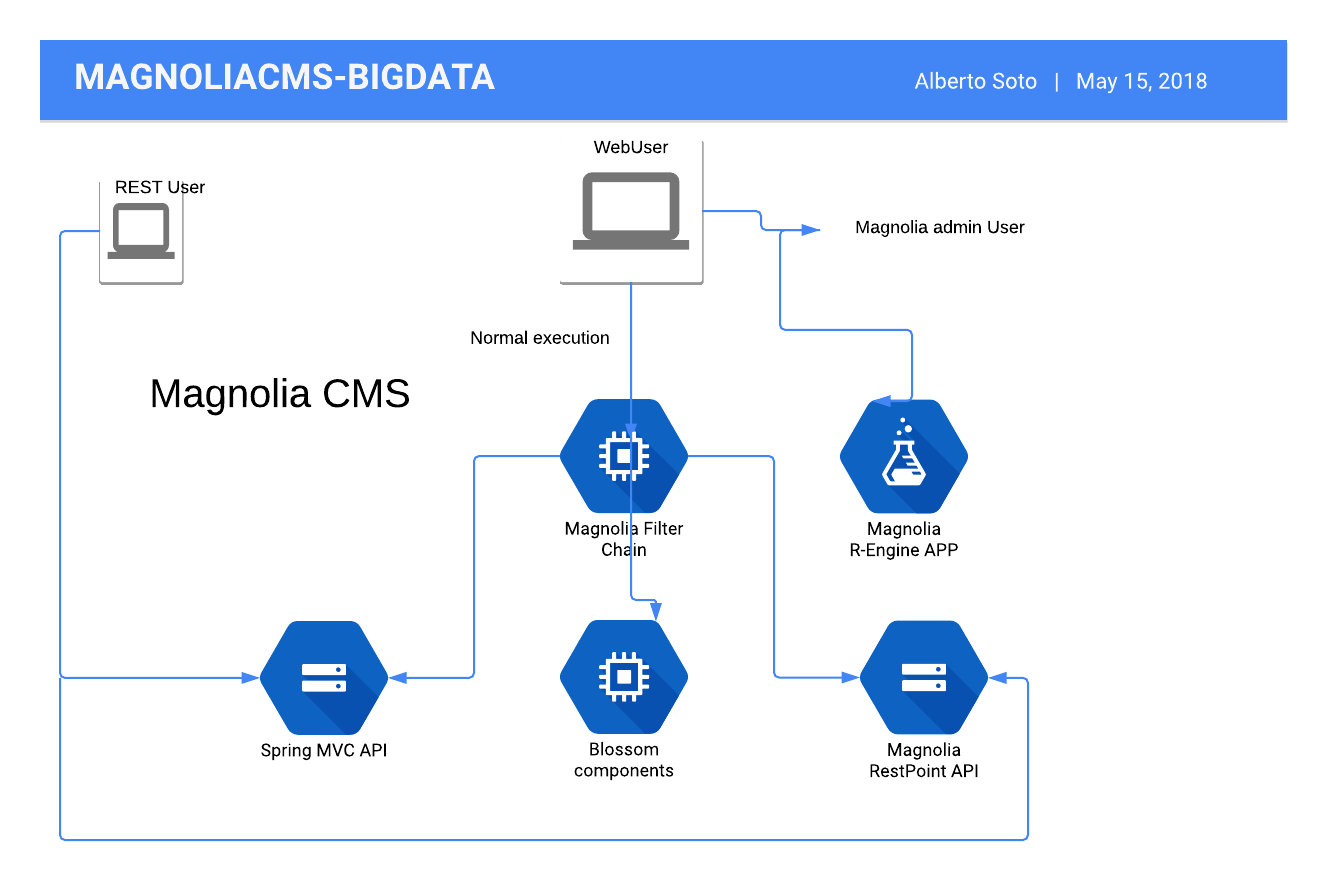 MAGNOLIACMS-BIGDATA
Alberto Soto | May 15, 2018
WebUser
REST User
Magnolia admin User
Normal execution
Magnolia CMS
Magnolia Filter
Chain
Magnolia
R-Engine APP
Spring MVC API
Blossom
components
Magnolia
RestPoint API